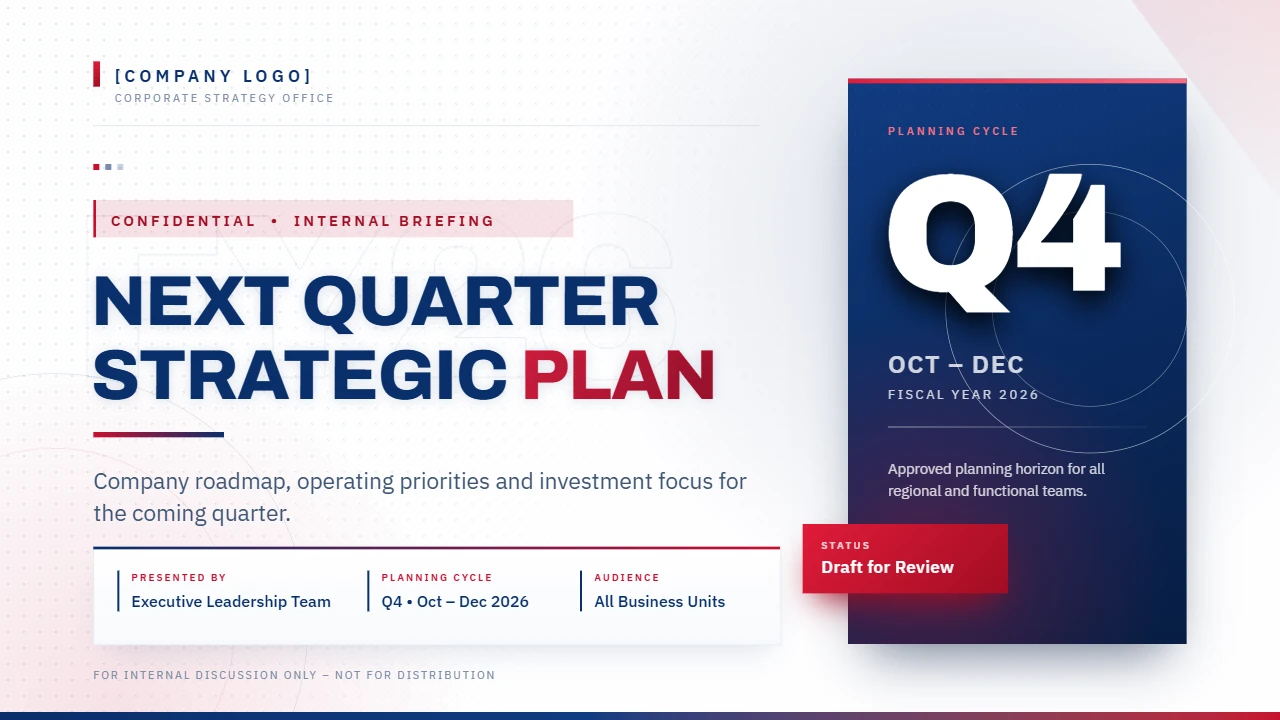 [COMPANY LOGO]
CORPORATE STRATEGY OFFICE
CONFIDENTIAL • INTERNAL BRIEFING
FY26
NEXT QUARTER
STRATEGIC PLAN
Company roadmap, operating priorities and investment focus for
the coming quarter.
PRESENTED BY
Executive Leadership Team
PLANNING CYCLE
Q4 • Oct – Dec 2026
AUDIENCE
All Business Units
FOR INTERNAL DISCUSSION ONLY – NOT FOR DISTRIBUTION
PLANNING CYCLE
Q4
OCT – DEC
FISCAL YEAR 2026
Approved planning horizon for all
regional and functional teams.
STATUS
Draft for Review